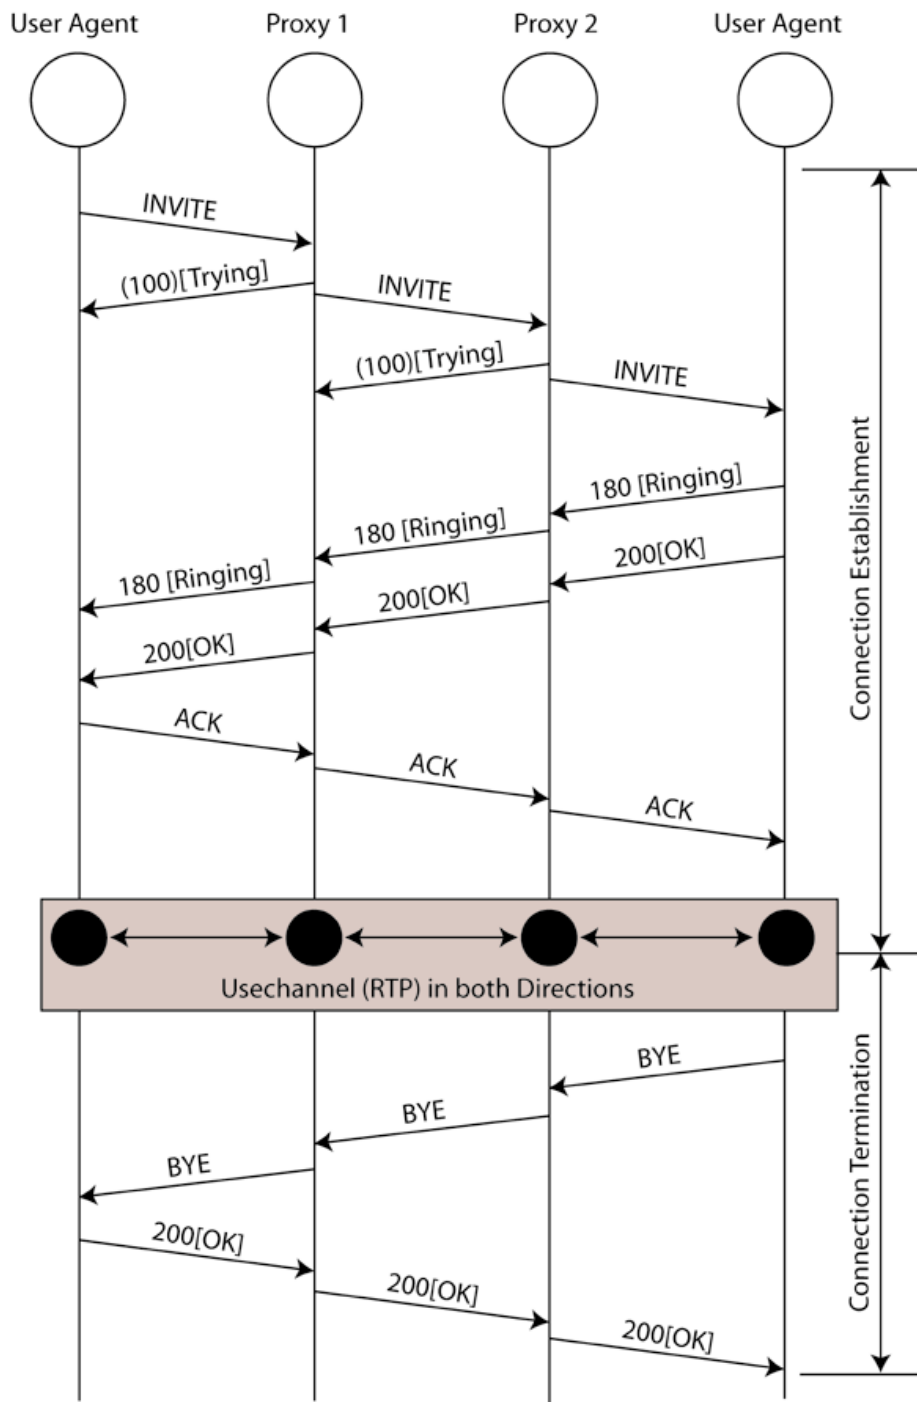 User Agent
Proxy 1
Proxy 2
User Agent
INVITE
(100)[Trying]
INVITE
(100)[Trying]
INVITE
180 [Ringing]
180 [Ringing]
200[OK]
180 [Ringing]
200[OK]
200[OK]
ACK
ACK
ACK
Connection Establishment
Usechannel (RTP) in both Directions
BYE
BYE
BYE
200[OK]
200[OK]
200[OK]
Connection Termination